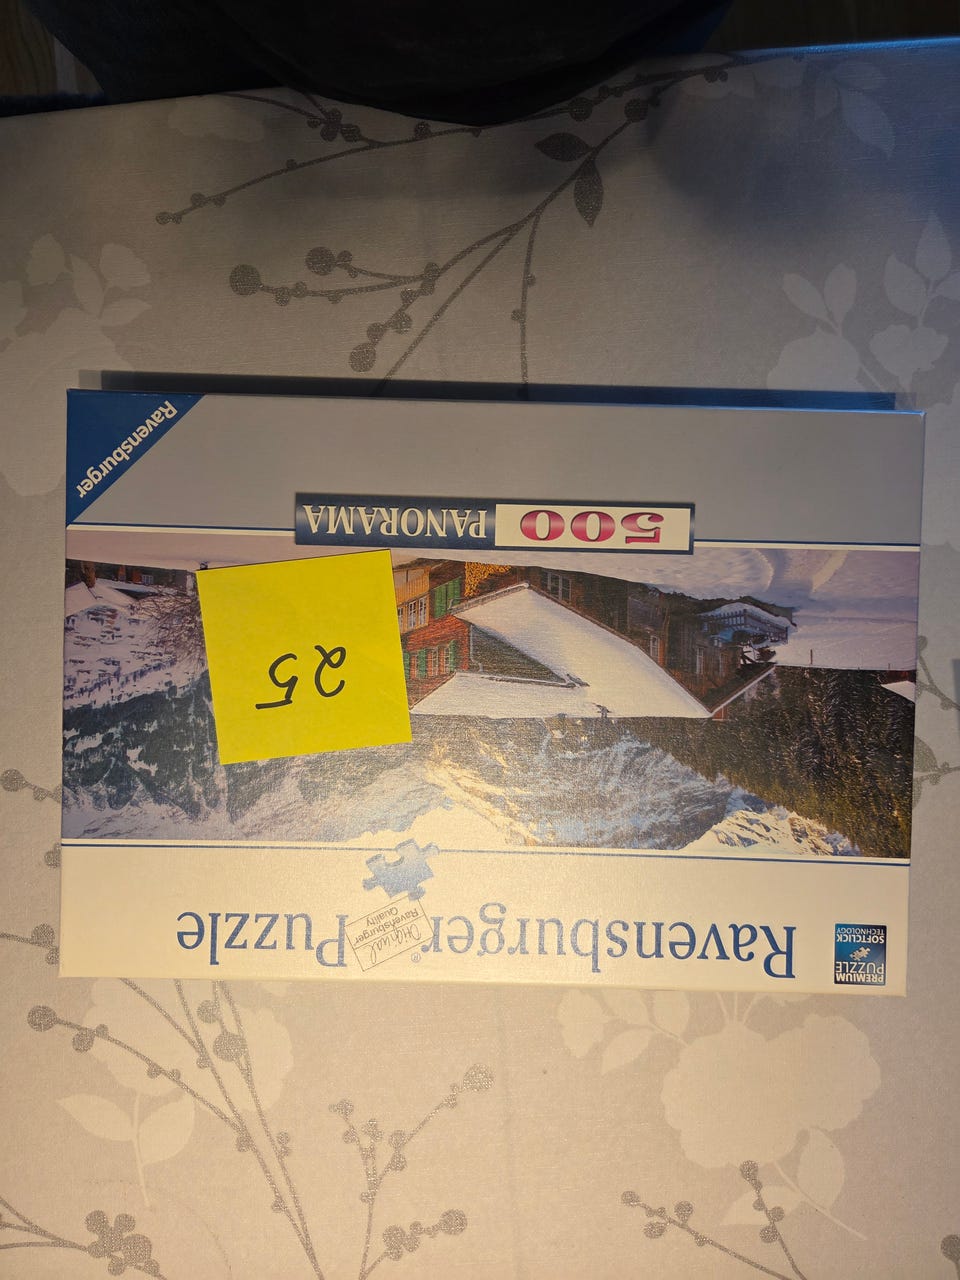 PREMIUM
PUZZLE
SOFTCLICK
TECHNOLOGY
Ravensburger® Puzzle
Original
Ravensburger
Quality
25
500 PANORAMA
Ravensburger